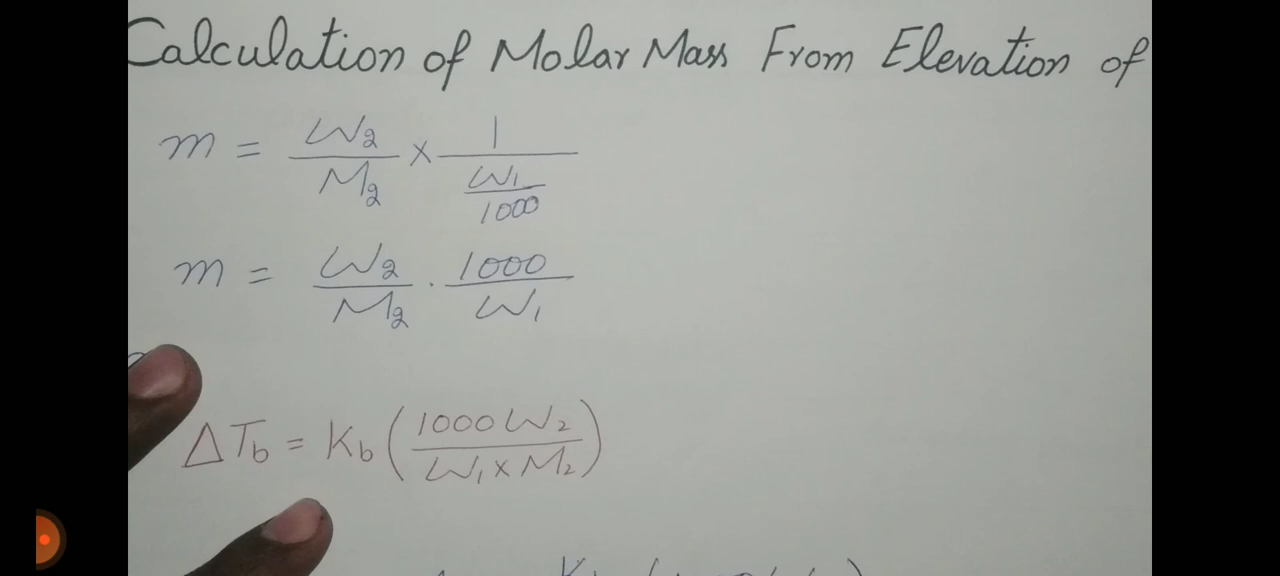 Calculation of Molar Mass From Elevation of
m = W2/M2 × 1/(W1/1000)
m = W2/M2 . 1000/W1
ΔTb = Kb (1000 W2 / W1 × M2)